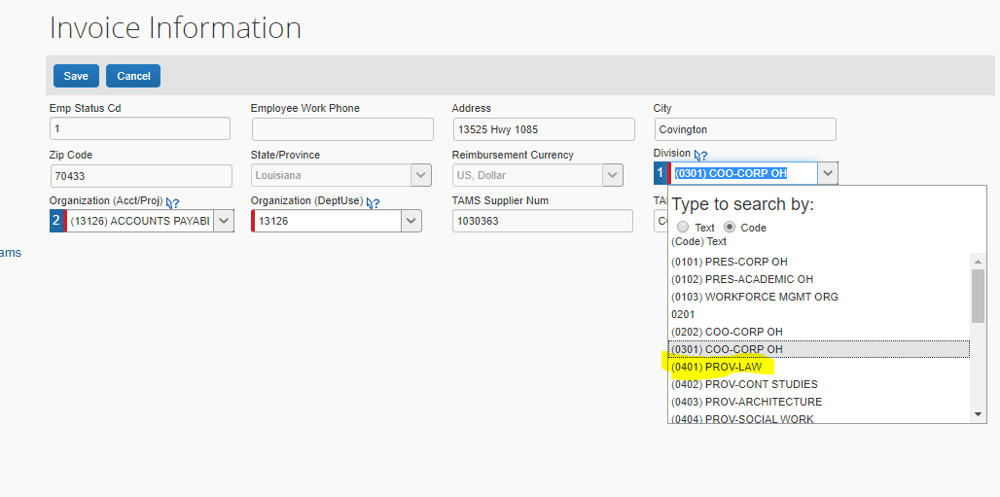 Invoice Information
Save Cancel
Emp Status Cd Employee Work Phone Address City
1 13525 Hwy 1085 Covington
Zip Code State/Province Reimbursement Currency Division ?
70433 Louisiana US, Dollar 1 (0301) COO-CORP OH
Organization (Acct/Proj) ? Organization (DeptUse) ? TAMS Supplier Num
2 (13126) ACCOUNTS PAYABI 13126 1030363
ams
Type to search by:
Text Code
(Code) Text
(0101) PRES-CORP OH
(0102) PRES-ACADEMIC OH
(0103) WORKFORCE MGMT ORG
0201
(0202) COO-CORP OH
(0301) COO-CORP OH
(0401) PROV-LAW
(0402) PROV-CONT STUDIES
(0403) PROV-ARCHITECTURE
(0404) PROV-SOCIAL WORK